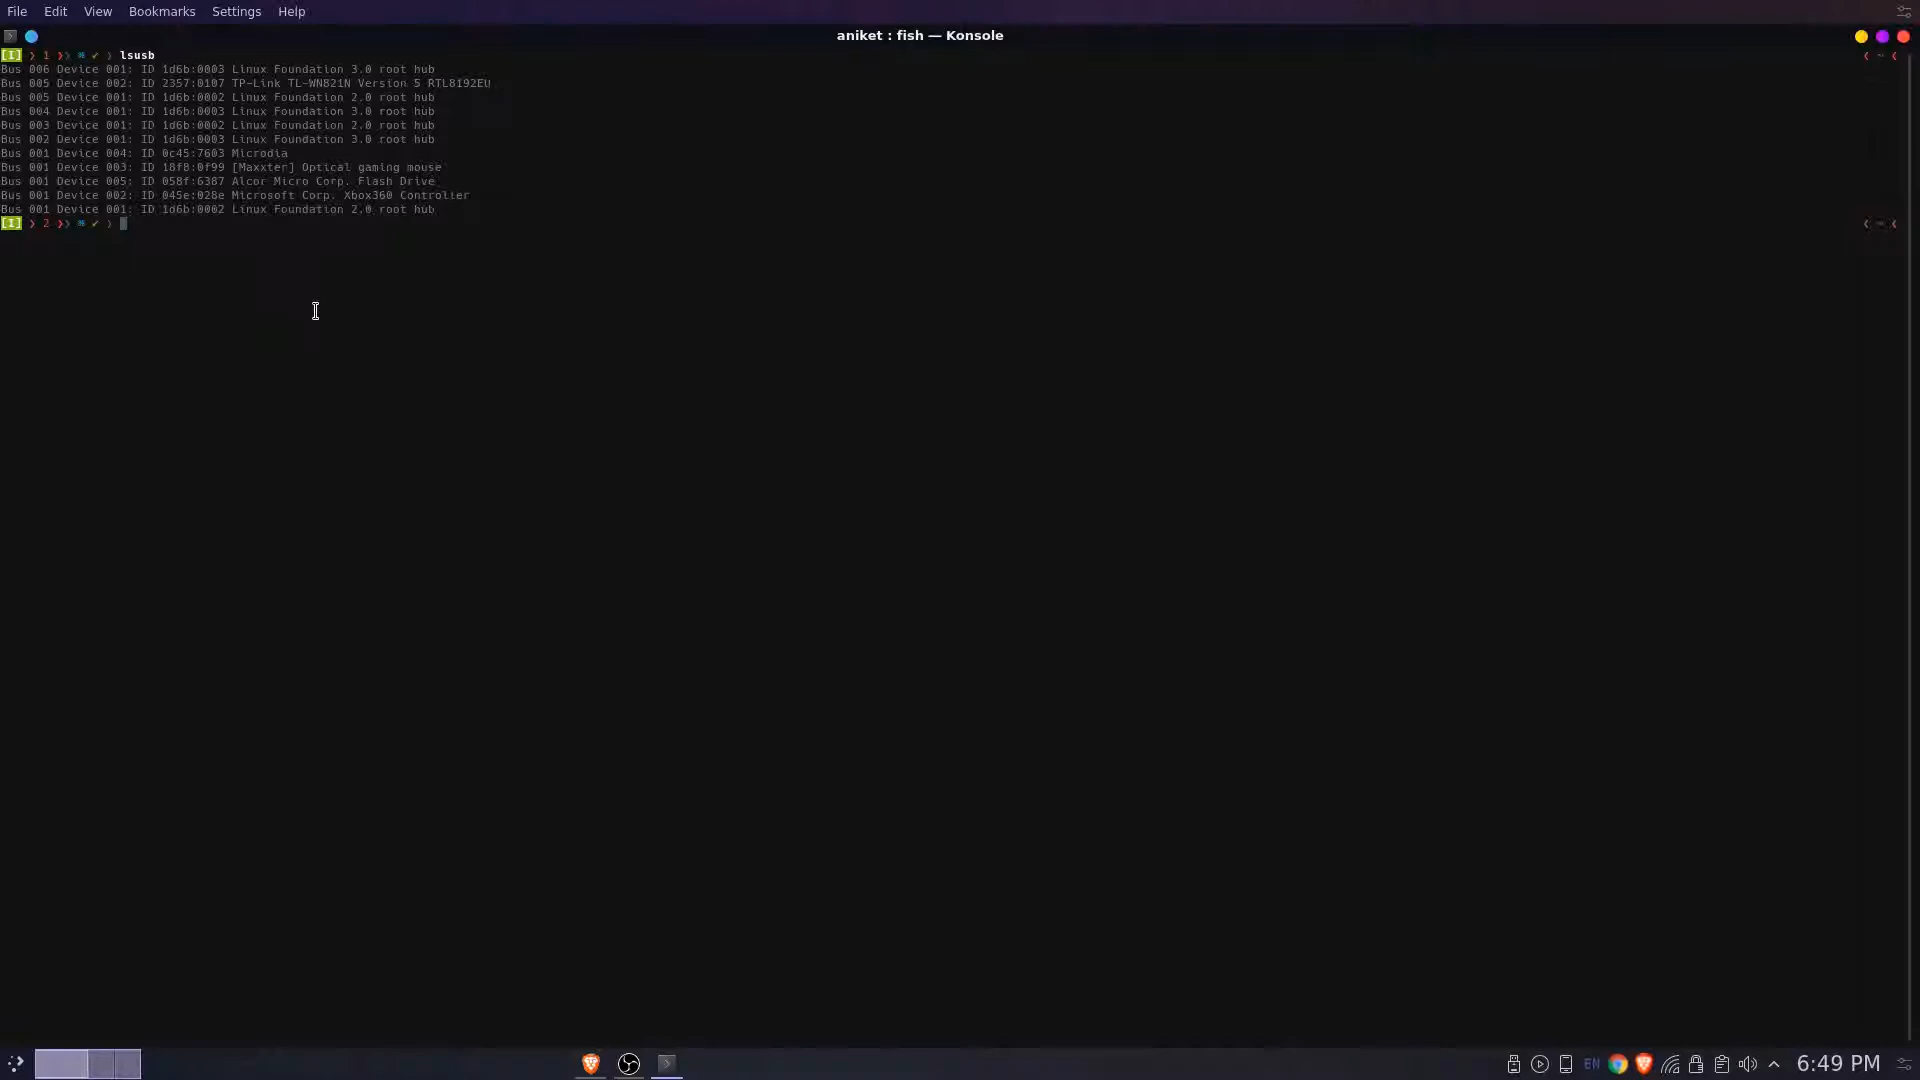 File Edit View Bookmarks Settings Help
aniket : fish — Konsole
[I] ❯ 1 ❯❯ ⌘ ✔ ❯ lsusb ❮ ~ ❮
Bus 006 Device 001: ID 1d6b:0003 Linux Foundation 3.0 root hub
Bus 005 Device 002: ID 2357:0107 TP-Link TL-WN821N Version 5 RTL8192EU
Bus 005 Device 001: ID 1d6b:0002 Linux Foundation 2.0 root hub
Bus 004 Device 001: ID 1d6b:0003 Linux Foundation 3.0 root hub
Bus 003 Device 001: ID 1d6b:0002 Linux Foundation 2.0 root hub
Bus 002 Device 001: ID 1d6b:0003 Linux Foundation 3.0 root hub
Bus 001 Device 004: ID 0c45:7603 Microdia
Bus 001 Device 003: ID 18f8:0f99 [Maxxter] Optical gaming mouse
Bus 001 Device 005: ID 058f:6387 Alcor Micro Corp. Flash Drive
Bus 001 Device 002: ID 045e:028e Microsoft Corp. Xbox360 Controller
Bus 001 Device 001: ID 1d6b:0002 Linux Foundation 2.0 root hub
[I] ❯ 2 ❯❯ ⌘ ✔ ❯ ❮ ~ ❮
EN 6:49 PM